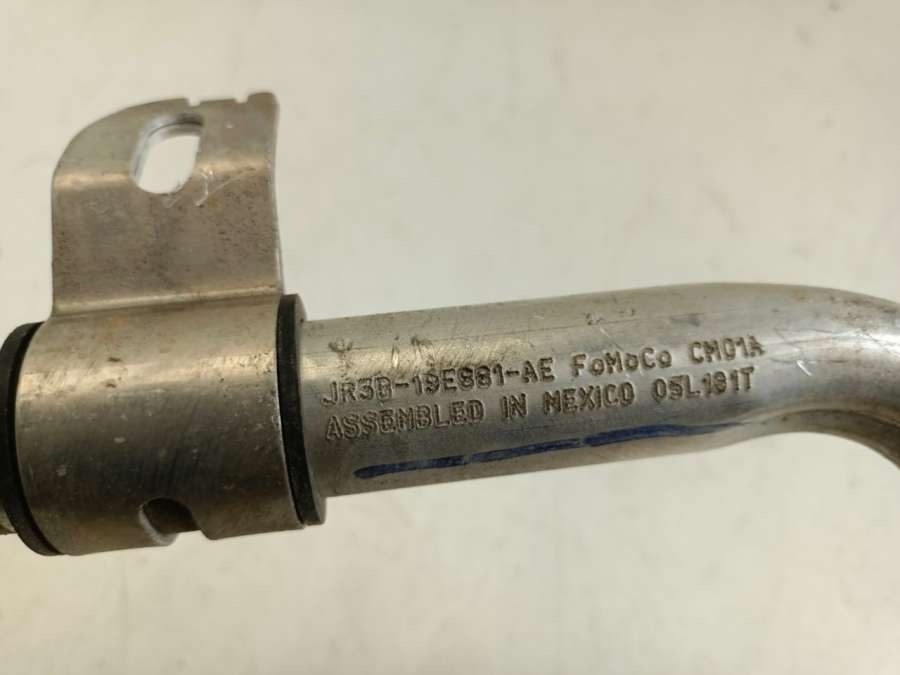 JR3B-19E881-AE FoMoCo CM01A
ASSEMBLED IN MEXICO 05L181T